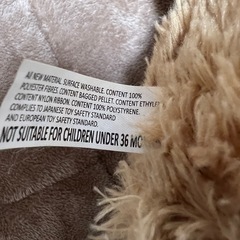 All NEW MATERIAL. SURFACE WASHABLE. CONTENT 100%
POLYESTER FIBRES. CONTENT BAGGED PELLET. CONTENT ETHYLE
CONTENT NYLON RIBBON. CONTENT 100% POLYSTYRENE.
COMPLIES TO JAPANESE TOY SAFETY STANDARD
AND EUROPEAN TOY SAFETY STANDARD.
NOT SUITABLE FOR CHILDREN UNDER 36 MO